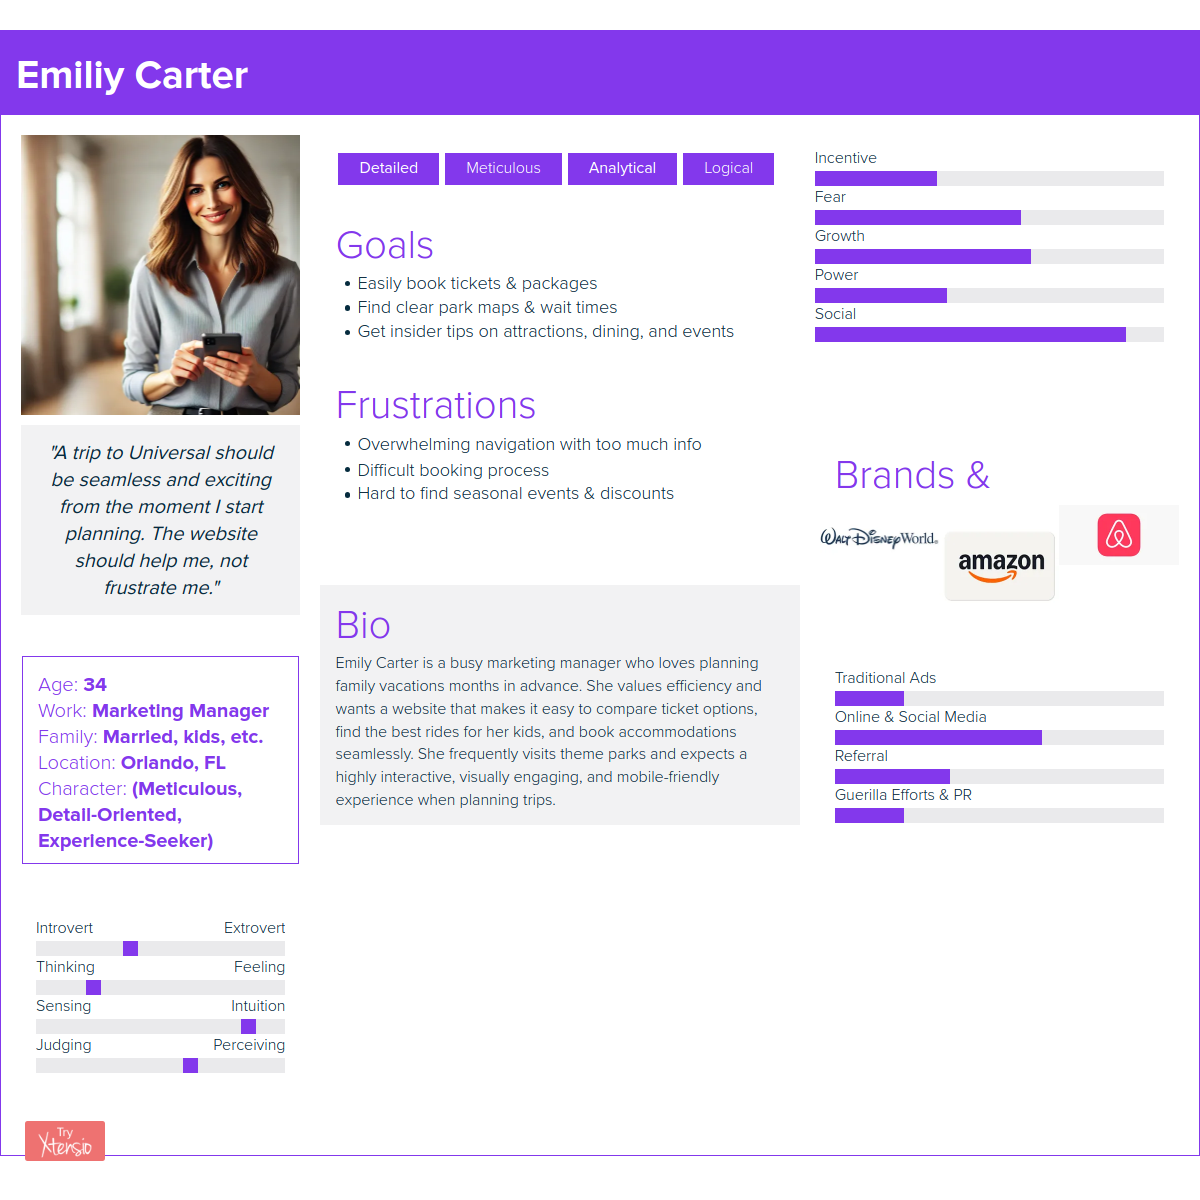 Emiliy Carter
"A trip to Universal should
be seamless and exciting
from the moment I start
planning. The website
should help me, not
frustrate me."
Age: 34
Work: Marketing Manager
Family: Married, kids, etc.
Location: Orlando, FL
Character: (Meticulous,
Detail-Oriented,
Experience-Seeker)
Introvert Extrovert
Thinking Feeling
Sensing Intuition
Judging Perceiving
Detailed Meticulous Analytical Logical
Goals
• Easily book tickets & packages
• Find clear park maps & wait times
• Get insider tips on attractions, dining, and events
Frustrations
• Overwhelming navigation with too much info
• Difficult booking process
• Hard to find seasonal events & discounts
Bio
Emily Carter is a busy marketing manager who loves planning
family vacations months in advance. She values efficiency and
wants a website that makes it easy to compare ticket options,
find the best rides for her kids, and book accommodations
seamlessly. She frequently visits theme parks and expects a
highly interactive, visually engaging, and mobile-friendly
experience when planning trips.
Incentive
Fear
Growth
Power
Social
Brands &
Walt Disney World®
amazon
Traditional Ads
Online & Social Media
Referral
Guerilla Efforts & PR
Try
Xtensio